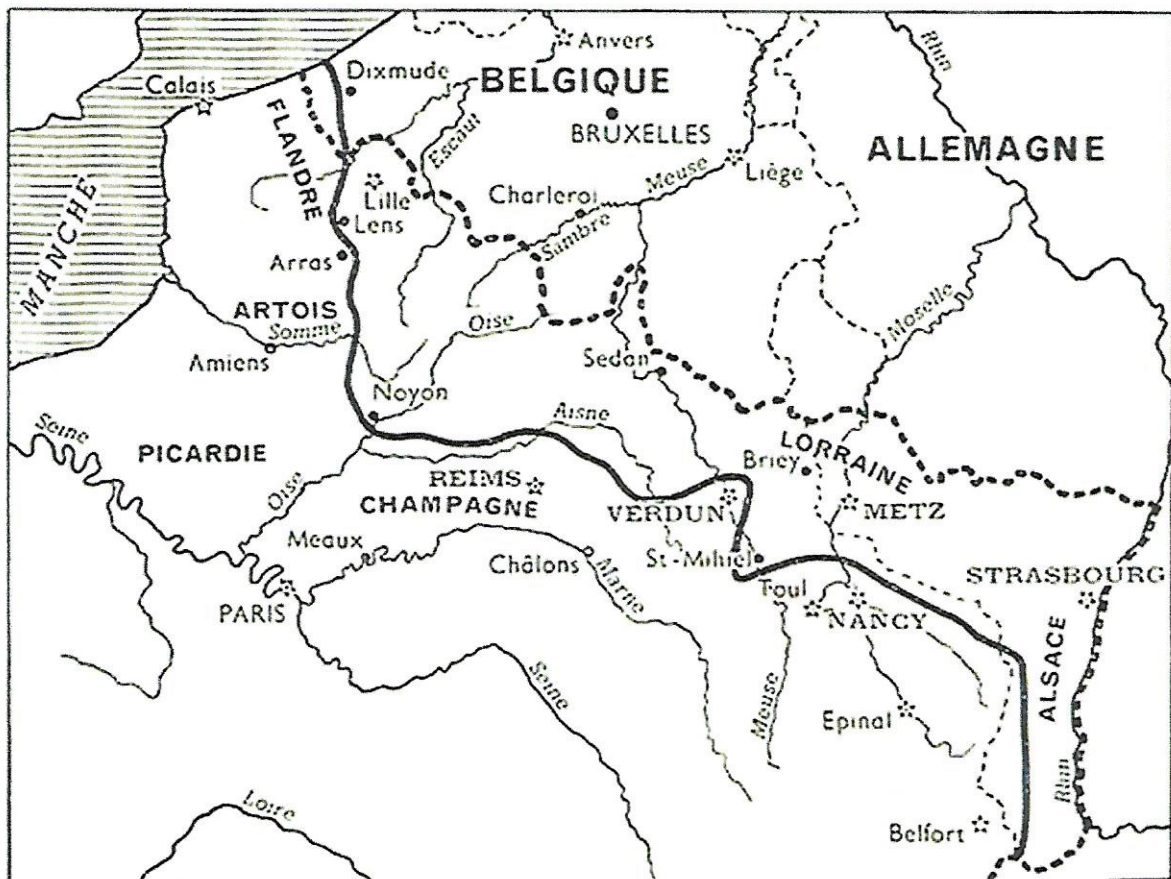 Anvers
Rhin
Dixmude
BELGIQUE
Calais
BRUXELLES
FLANDRE
Escaut
ALLEMAGNE
Meuse
Liège
Lille
Charleroi
Lens
Sambre
MANCHE
Arras
ARTOIS
Moselle
Somme
Oise
Amiens
Sedan
Noyon
Aisne
Seine
PICARDIE
LORRAINE
Briey
Oise
REIMS
CHAMPAGNE
VERDUN
METZ
Meaux
Châlons
St-Mihiel
STRASBOURG
Marne
Toul
PARIS
NANCY
ALSACE
Seine
Meuse
Epinal
Rhin
Loire
Belfort